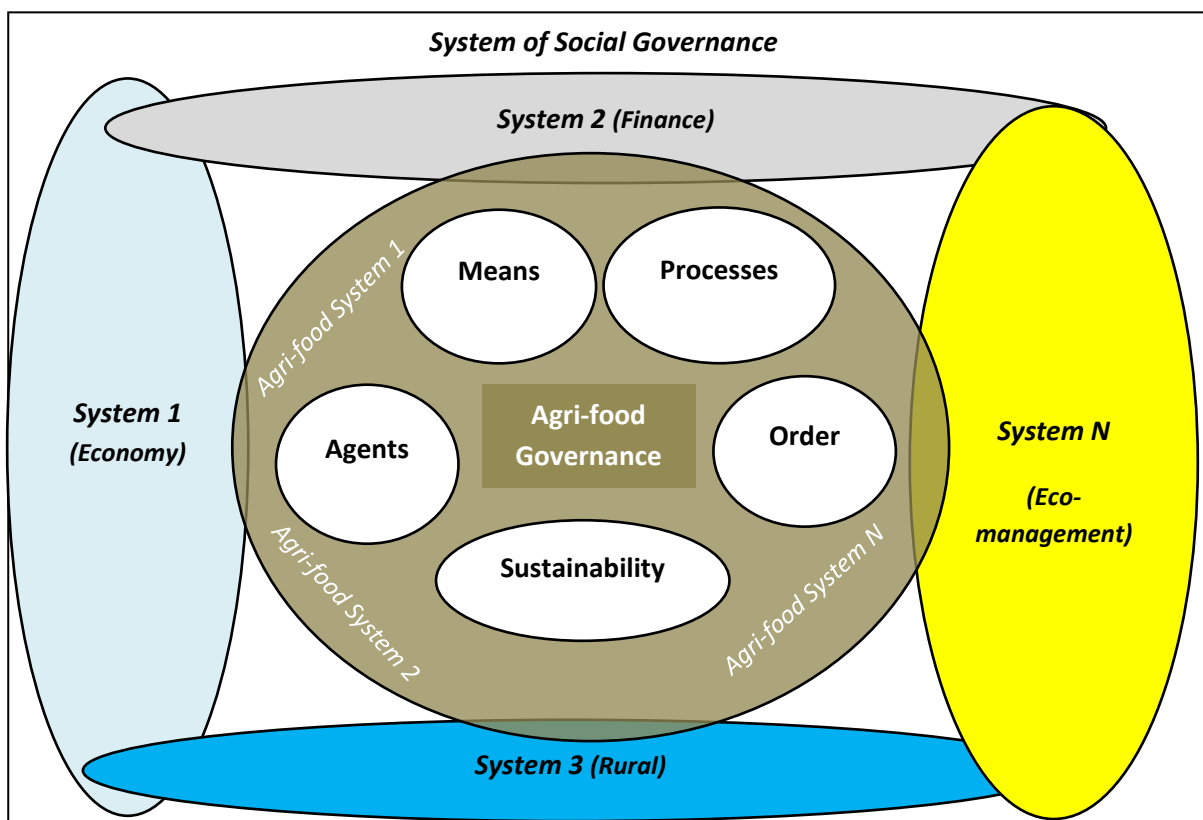 System of Social Governance
System 2 (Finance)
Agri-food System 1
Means
Processes
System 1
(Economy)
Agents
Agri-food
Governance
Order
System N
(Eco-
management)
Agri-food System 2
Sustainability
Agri-food System N
System 3 (Rural)